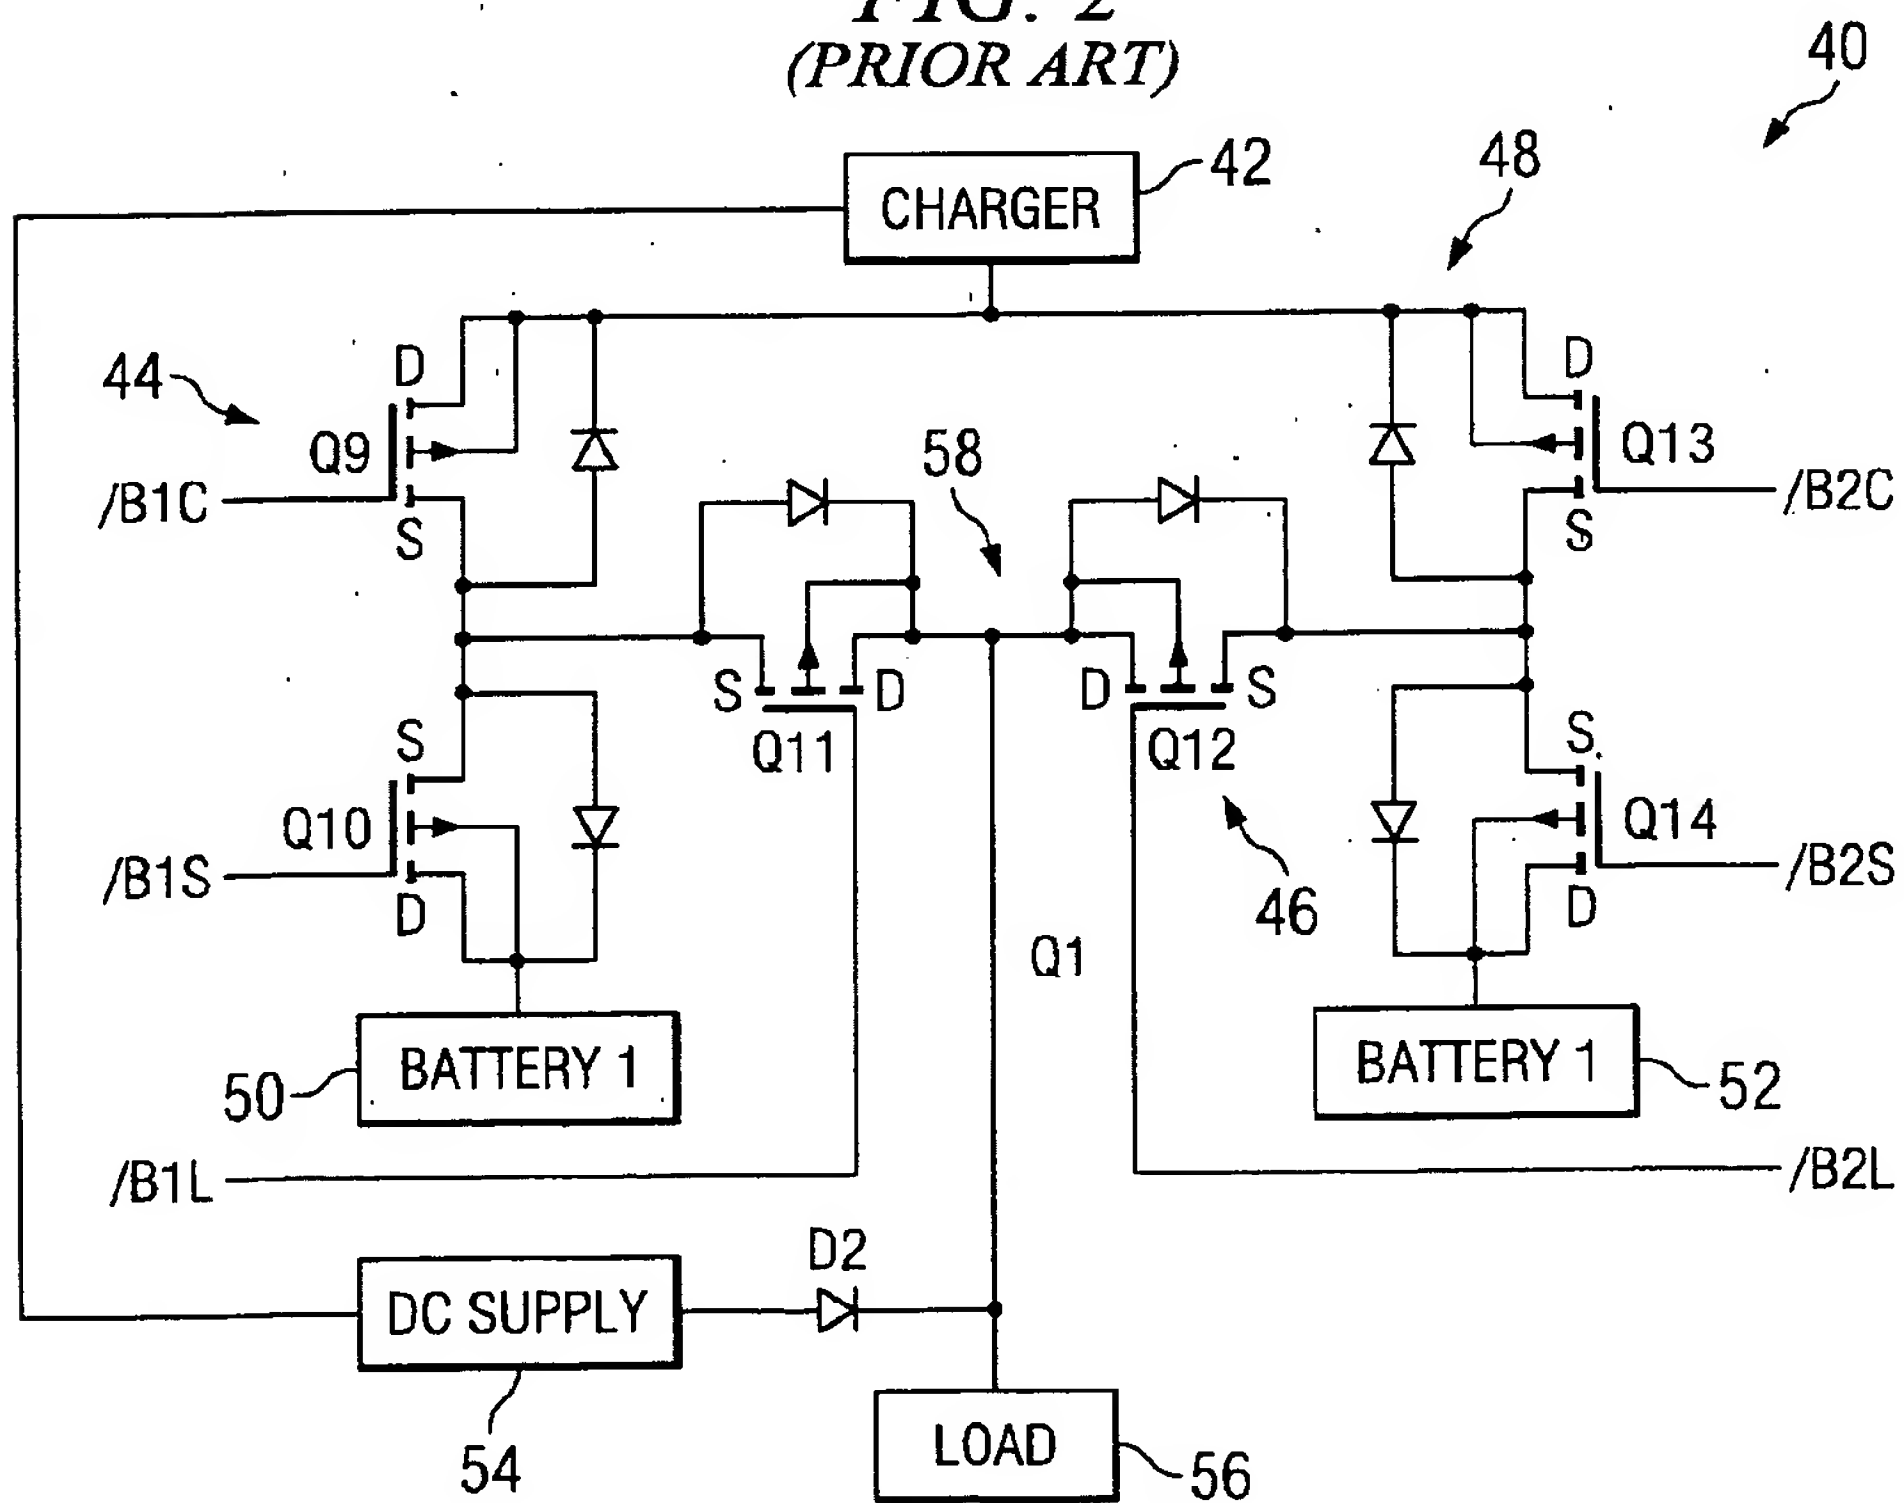 FIG. 2
(PRIOR ART)
40
42
48
CHARGER
44
D
D
Q9
Q13
58
/B1C
/B2C
S
S
S
D
D
S
Q11
Q12
S
S
Q10
Q14
/B1S
/B2S
D
D
46
Q1
BATTERY 1
BATTERY 1
50
52
/B1L
/B2L
D2
DC SUPPLY
LOAD
54
56